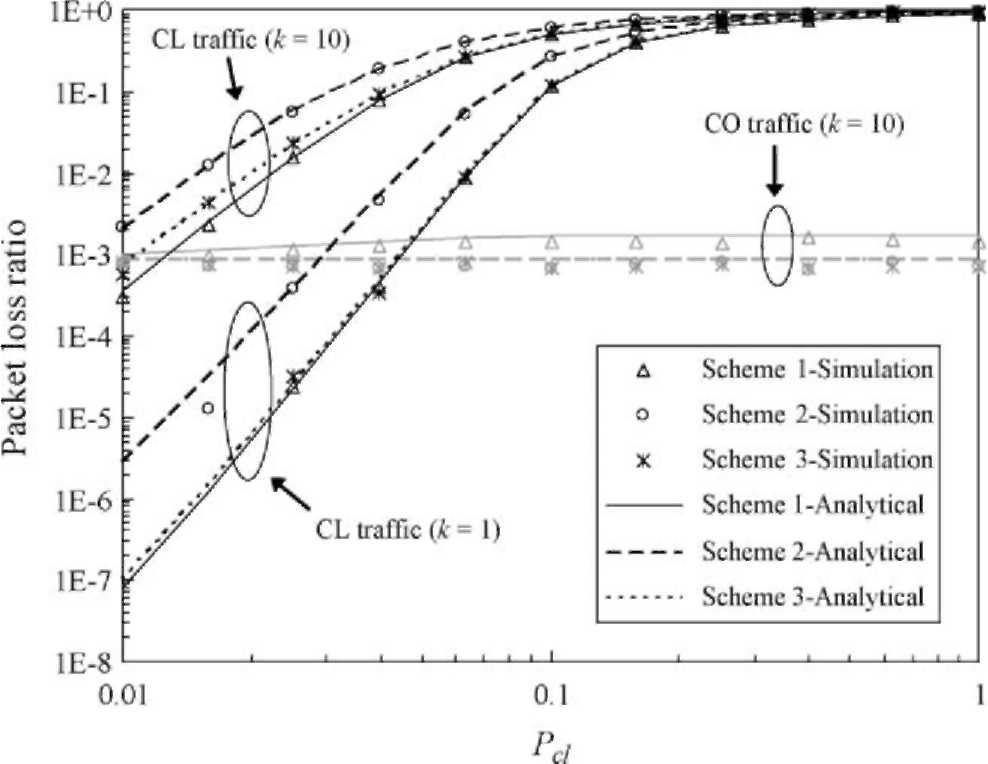 1E+0
1E-1
1E-2
1E-3
1E-4
1E-5
1E-6
1E-7
1E-8
Packet loss ratio
CL traffic (k = 10)
CO traffic (k = 10)
CL traffic (k = 1)
Scheme 1-Simulation
Scheme 2-Simulation
Scheme 3-Simulation
Scheme 1-Analytical
Scheme 2-Analytical
Scheme 3-Analytical
0.01 0.1 1
Pcl